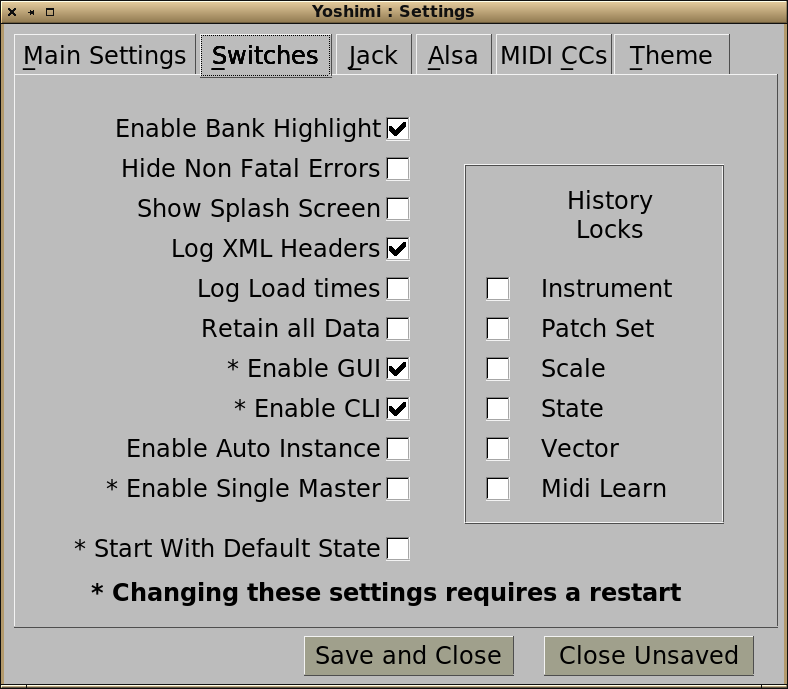 Yoshimi : Settings
Main Settings Switches Jack Alsa MIDI CCs Theme
Enable Bank Highlight
Hide Non Fatal Errors
Show Splash Screen
Log XML Headers
Log Load times
Retain all Data
* Enable GUI
* Enable CLI
Enable Auto Instance
* Enable Single Master
* Start With Default State
History
Locks
Instrument
Patch Set
Scale
State
Vector
Midi Learn
* Changing these settings requires a restart
Save and Close Close Unsaved